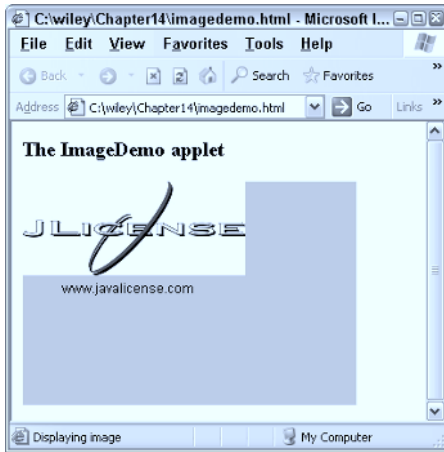 C:\wiley\Chapter14\imagedemo.html - Microsoft I...
File Edit View Favorites Tools Help
Back Search Favorites »
Address C:\wiley\Chapter14\imagedemo.html Go Links »
The ImageDemo applet
JLICENSE
www.javalicense.com
Displaying image My Computer